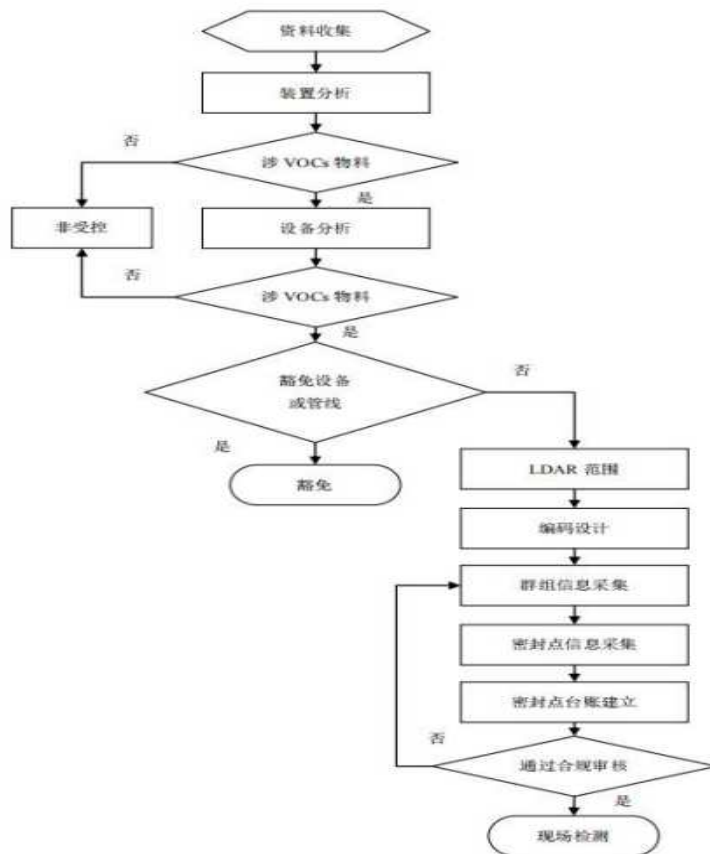 资料收集
装置分析
否
涉 VOCs 物料
是
非受控
设备分析
否
涉 VOCs 物料
是
豁免设备
或管线
否
是
豁免
LDAR 范围
编码设计
群组信息采集
密封点信息采集
密封点台账建立
否
通过合规审核
是
现场检测